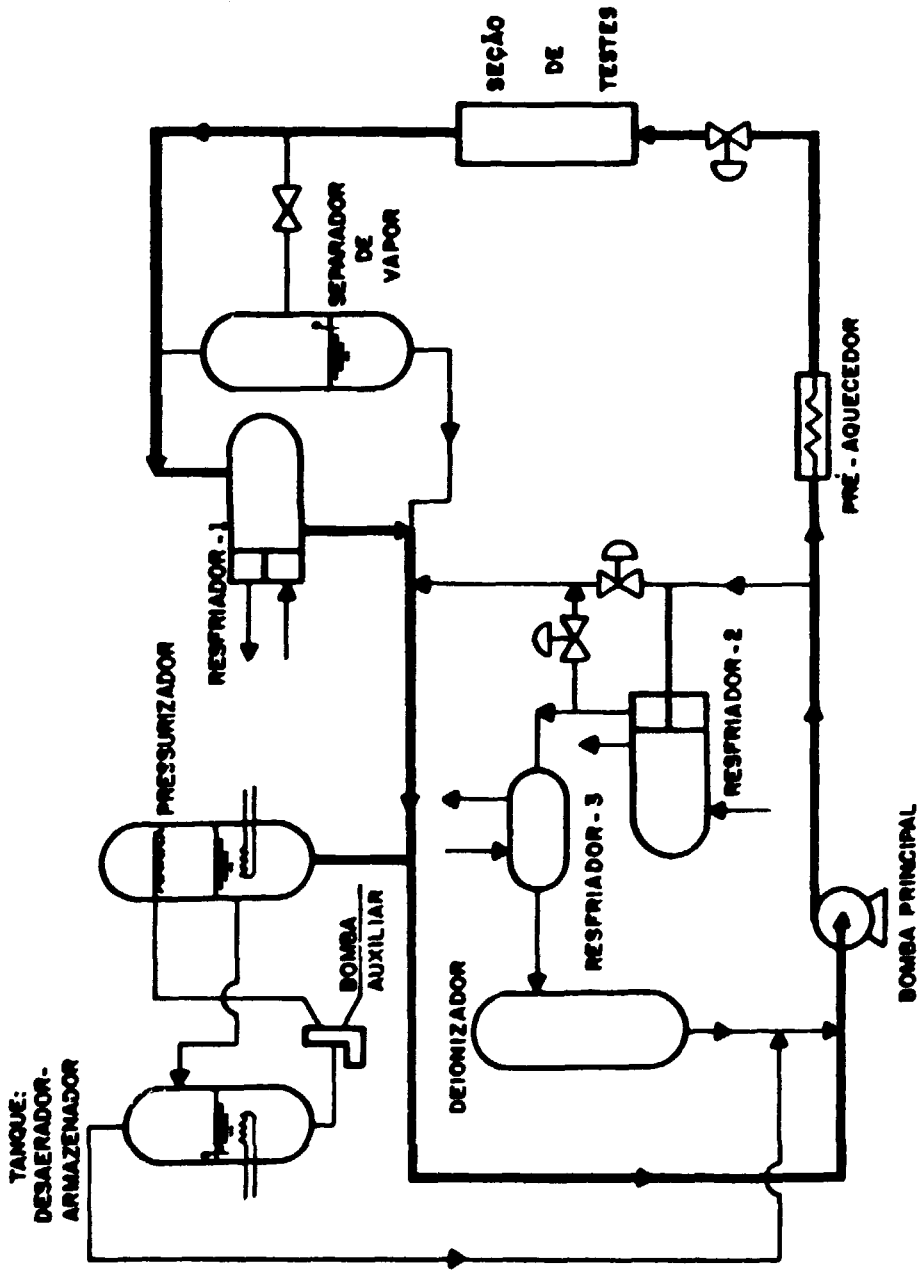 TANQUE:
DESAERADOR-
ARMAZENADOR
PRESSURIZADOR
BOMBA
AUXILIAR
RESFRIADOR-1
SEPARADOR
DE
VAPOR
SEÇÃO
DE
TESTES
DEIONIZADOR
RESFRIADOR-3
RESFRIADOR-2
BOMBA PRINCIPAL
PRÉ-AQUECEDOR